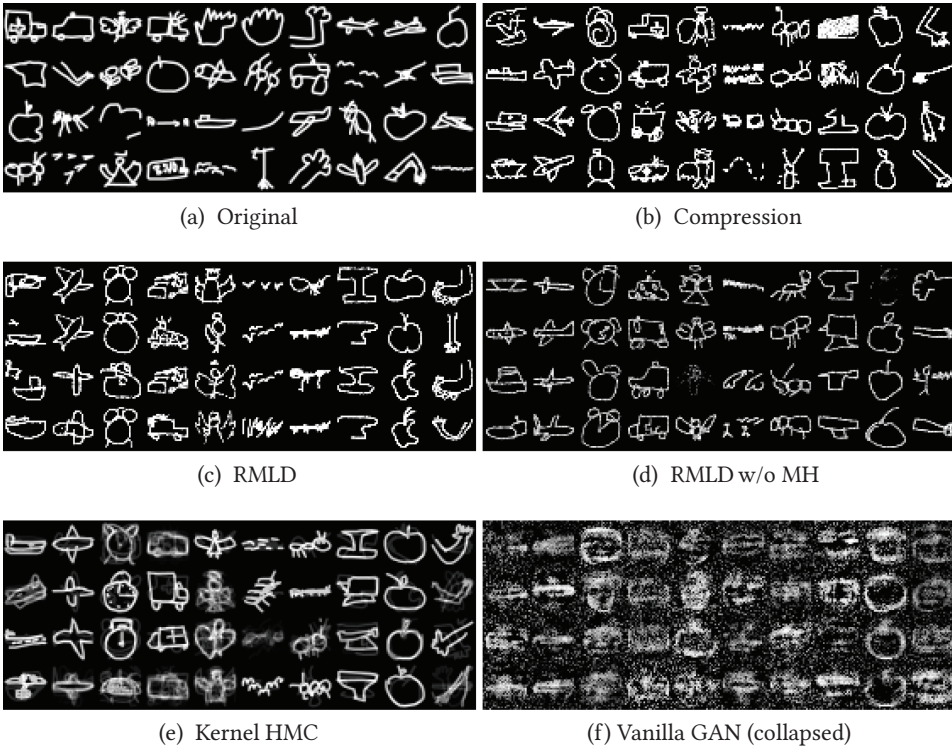 (a) Original
(b) Compression
(c) RMLD
(d) RMLD w/o MH
(e) Kernel HMC
(f) Vanilla GAN (collapsed)